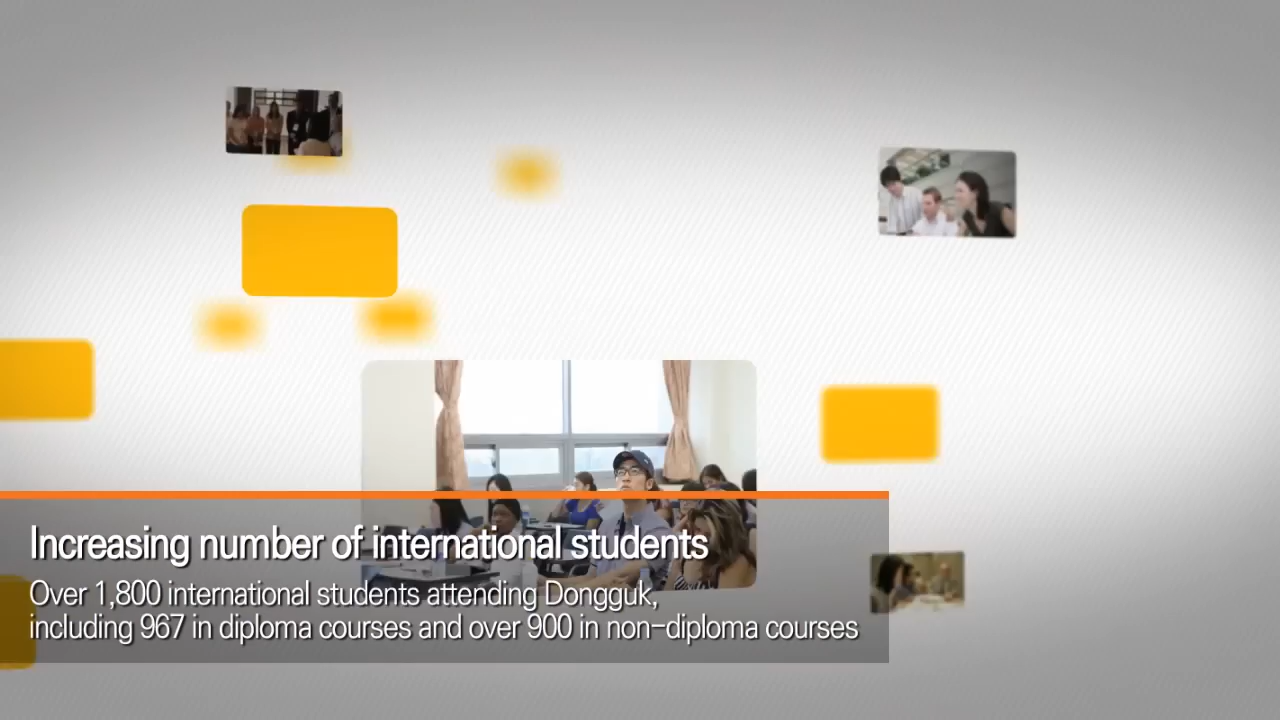 Increasing number of international students
Over 1,800 international students attending Dongguk,
including 967 in diploma courses and over 900 in non-diploma courses